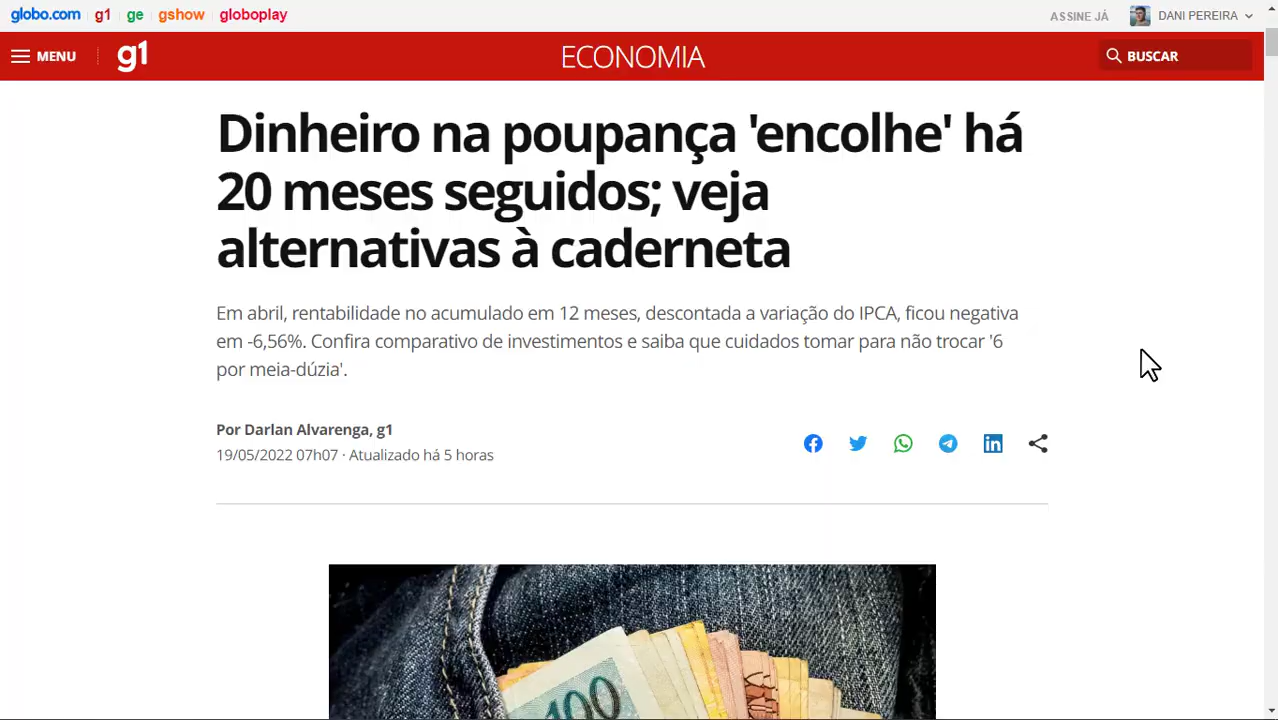 globo.com g1 ge gshow globoplay ASSINE JÁ DANI PEREIRA
MENU g1 ECONOMIA BUSCAR
Dinheiro na poupança 'encolhe' há
20 meses seguidos; veja
alternativas à caderneta
Em abril, rentabilidade no acumulado em 12 meses, descontada a variação do IPCA, ficou negativa
em -6,56%. Confira comparativo de investimentos e saiba que cuidados tomar para não trocar '6
por meia-dúzia'.
Por Darlan Alvarenga, g1
19/05/2022 07h07 · Atualizado há 5 horas
100